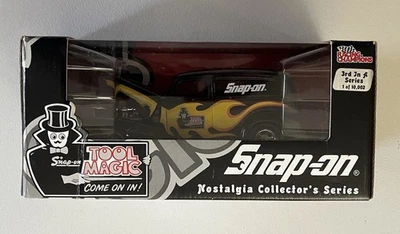 Racing
Champions
3rd In A
Series
1 of 10,002
Snap-on
Snap-on
TOOL
MAGIC
COME ON IN!
Snap-on®
Nostalgia Collector's Series